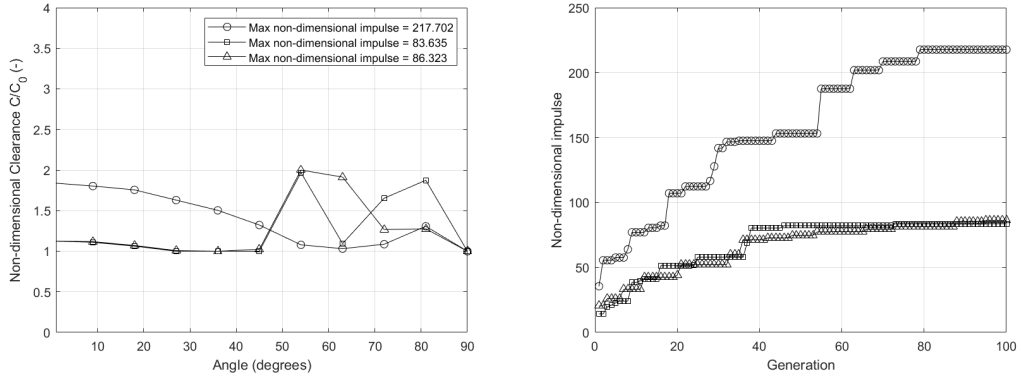 4
3.5
3
2.5
2
1.5
1
0.5
0
10 20 30 40 50 60 70 80 90
Angle (degrees)
Non-dimensional Clearance C/C0 (-)
Max non-dimensional impulse = 217.702
Max non-dimensional impulse = 83.635
Max non-dimensional impulse = 86.323
250
200
150
100
50
0
0 20 40 60 80 100
Generation
Non-dimensional impulse